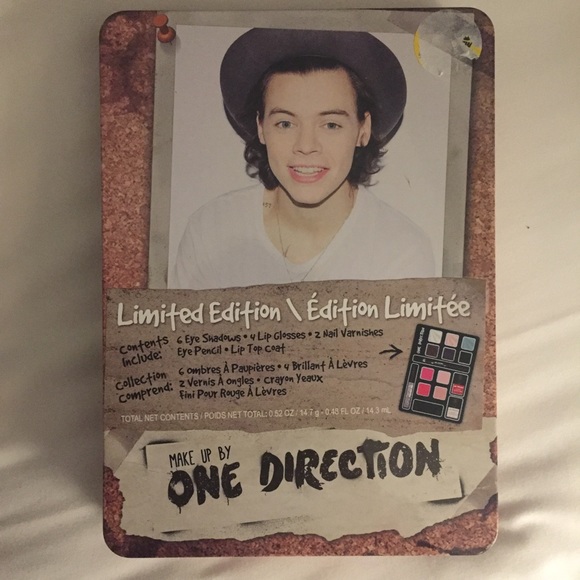 Limited Edition \ Édition Limitée
Contents Include:
6 Eye Shadows • 4 Lip Glosses • 2 Nail Varnishes
Eye Pencil • Lip Top Coat
Collection Comprend:
6 Ombres À Paupières • 4 Brillant À Lèvres
2 Vernis À ongles • Crayon Yeaux
Fini Pour Rouge À Lèvres
TOTAL NET CONTENTS / POIDS NET TOTAL: 0.52 OZ / 14.7 g - 0.48 FL OZ / 14.3 mL
MAKE UP BY
ONE DIRECTION